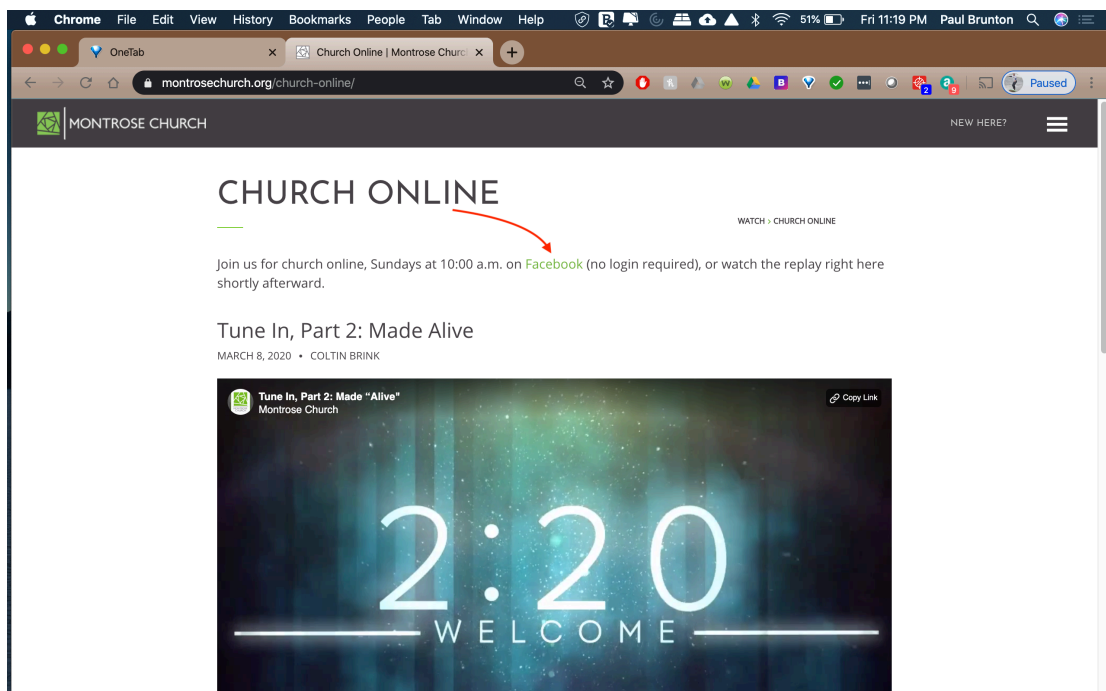 Chrome File Edit View History Bookmarks People Tab Window Help 51% Fri 11:19 PM Paul Brunton
OneTab
Church Online | Montrose Churc
montrosechurch.org/church-online/
2
9
Paused
MONTROSE CHURCH
NEW HERE?
CHURCH ONLINE
WATCH > CHURCH ONLINE
Join us for church online, Sundays at 10:00 a.m. on Facebook (no login required), or watch the replay right here
shortly afterward.
Tune In, Part 2: Made Alive
MARCH 8, 2020 • COLTIN BRINK
Tune In, Part 2: Made “Alive”
Montrose Church
Copy Link
2:20
WELCOME